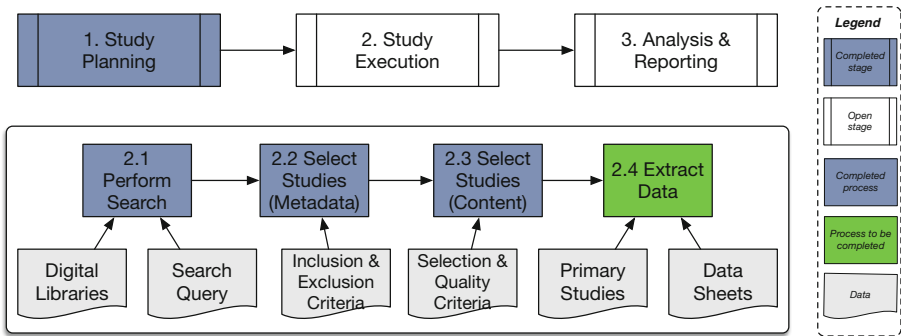 1. Study
Planning
2. Study
Execution
3. Analysis &
Reporting
2.1
Perform
Search
2.2 Select
Studies
(Metadata)
2.3 Select
Studies
(Content)
2.4 Extract
Data
Digital
Libraries
Search
Query
Inclusion &
Exclusion
Criteria
Selection &
Quality
Criteria
Primary
Studies
Data
Sheets
Legend
Completed
stage
Open
stage
Completed
process
Process to be
completed
Data